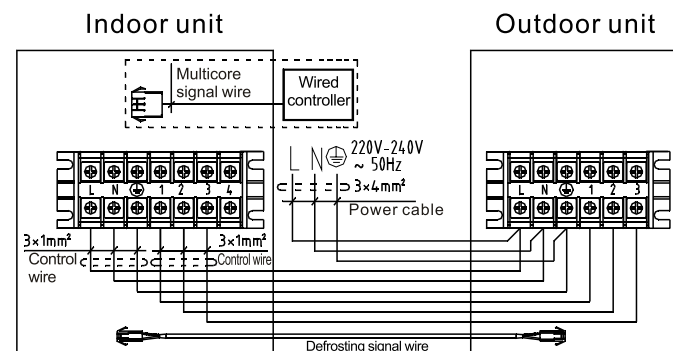 Indoor unit
Outdoor unit
Multicore
signal wire
Wired
controller
L N 220V-240V
~ 50Hz
3×4mm²
Power cable
L N 1 2 3 4
L N 1 2 3
3×1mm²
Control
wire
3×1mm²
Control wire
Defrosting signal wire